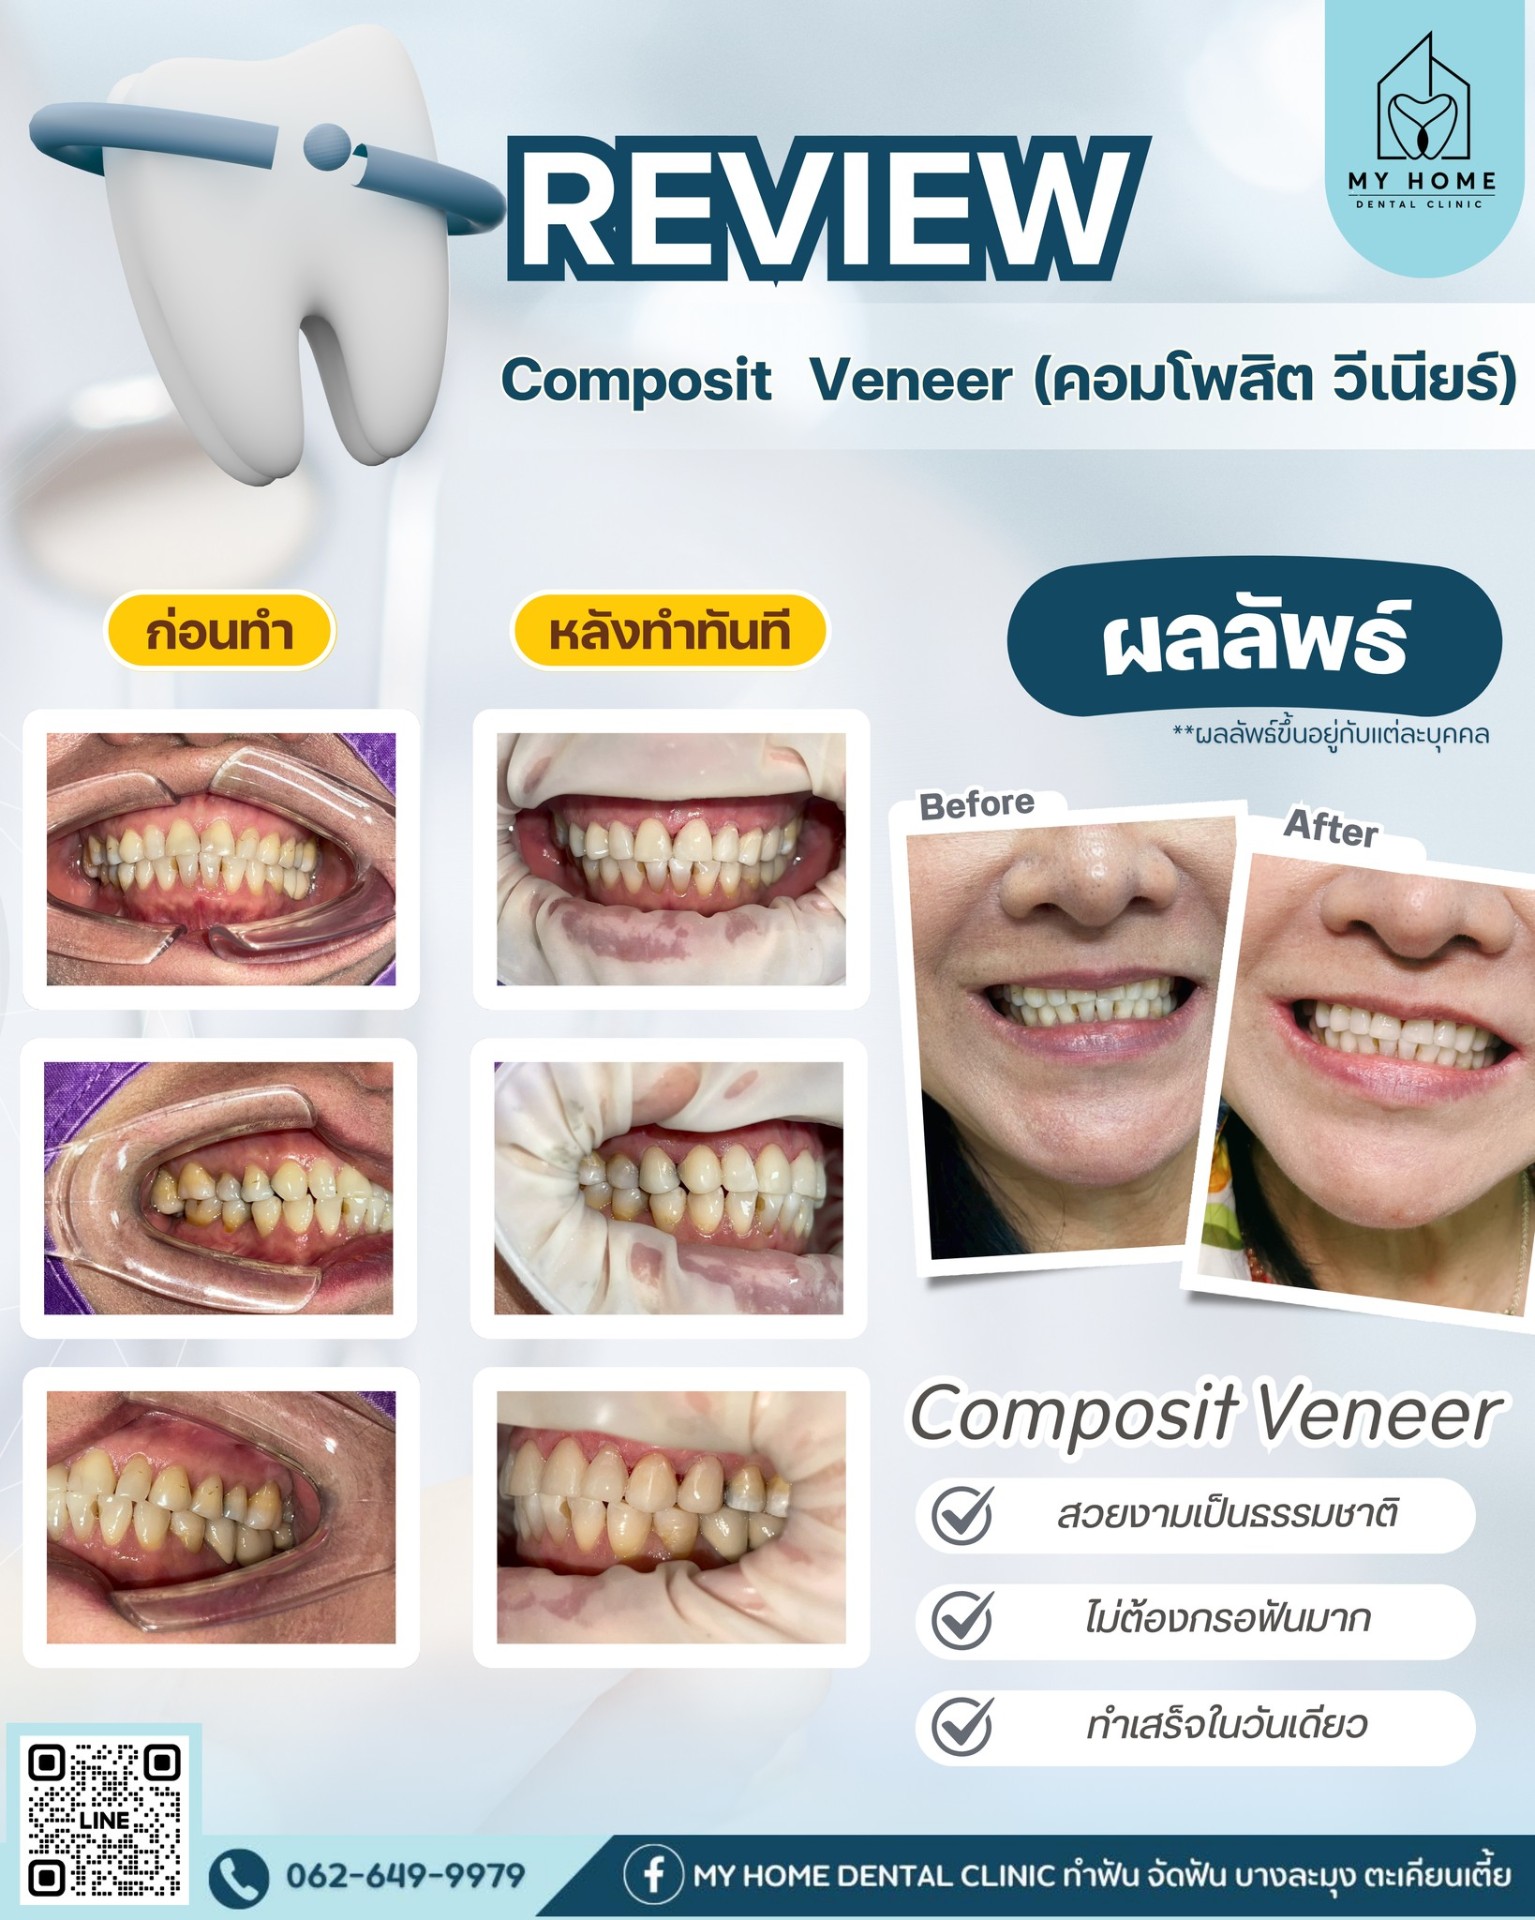 MY HOME
DENTAL CLINIC
REVIEW
Composit Veneer (คอมโพสิต วีเนียร์)
ก่อนทำ
หลังทำทันที
ผลลัพธ์
**ผลลัพธ์ขึ้นอยู่กับแต่ละบุคคล
Before
After
Composit Veneer
สวยงามเป็นธรรมชาติ
ไม่ต้องกรอฟันมาก
ทำเสร็จในวันเดียว
LINE
062-649-9979
MY HOME DENTAL CLINIC ทำฟัน จัดฟัน บางละมุง ตะเคียนเตี้ย